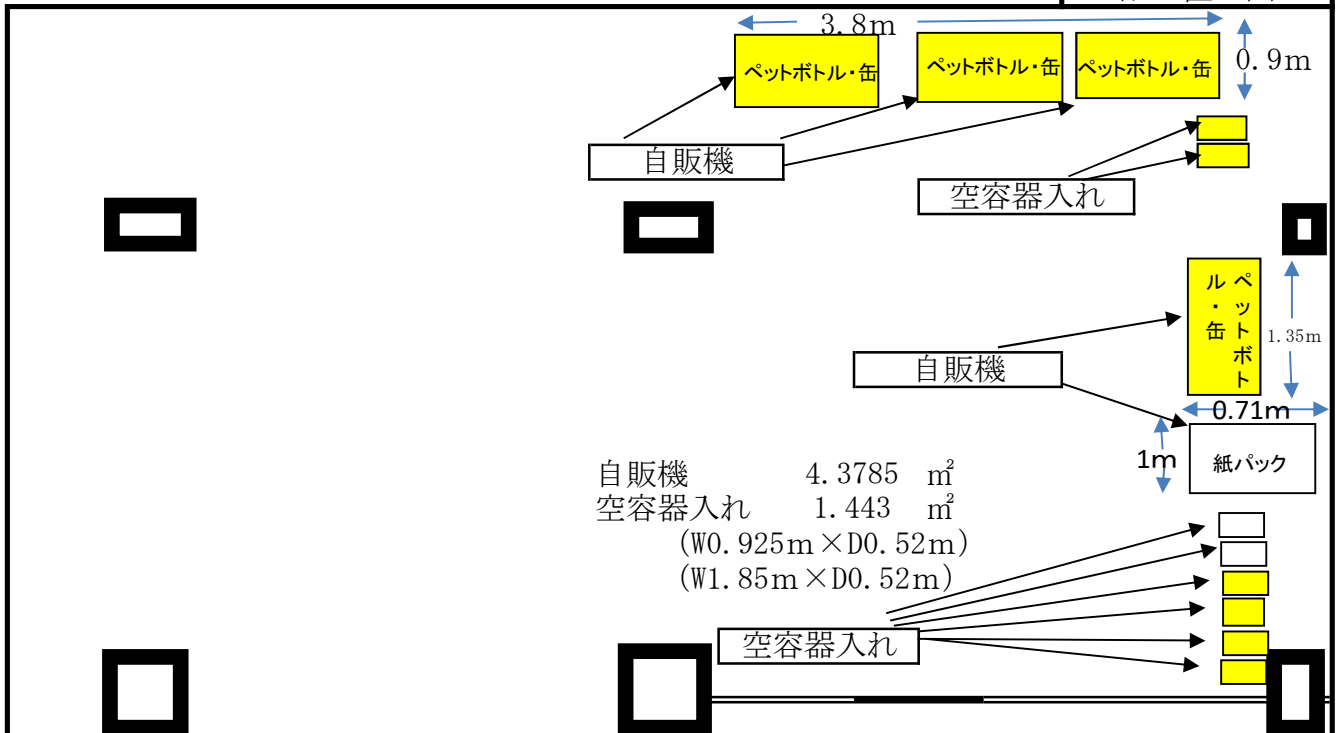 3.8m
ペットボトル・缶
ペットボトル・缶
ペットボトル・缶
0.9m
自販機
空容器入れ
ペットボトル・缶
1.35m
自販機
0.71m
1m
紙パック
自販機 4.3785 ㎡
空容器入れ 1.443 ㎡
(W0.925m×D0.52m)
(W1.85m×D0.52m)
空容器入れ